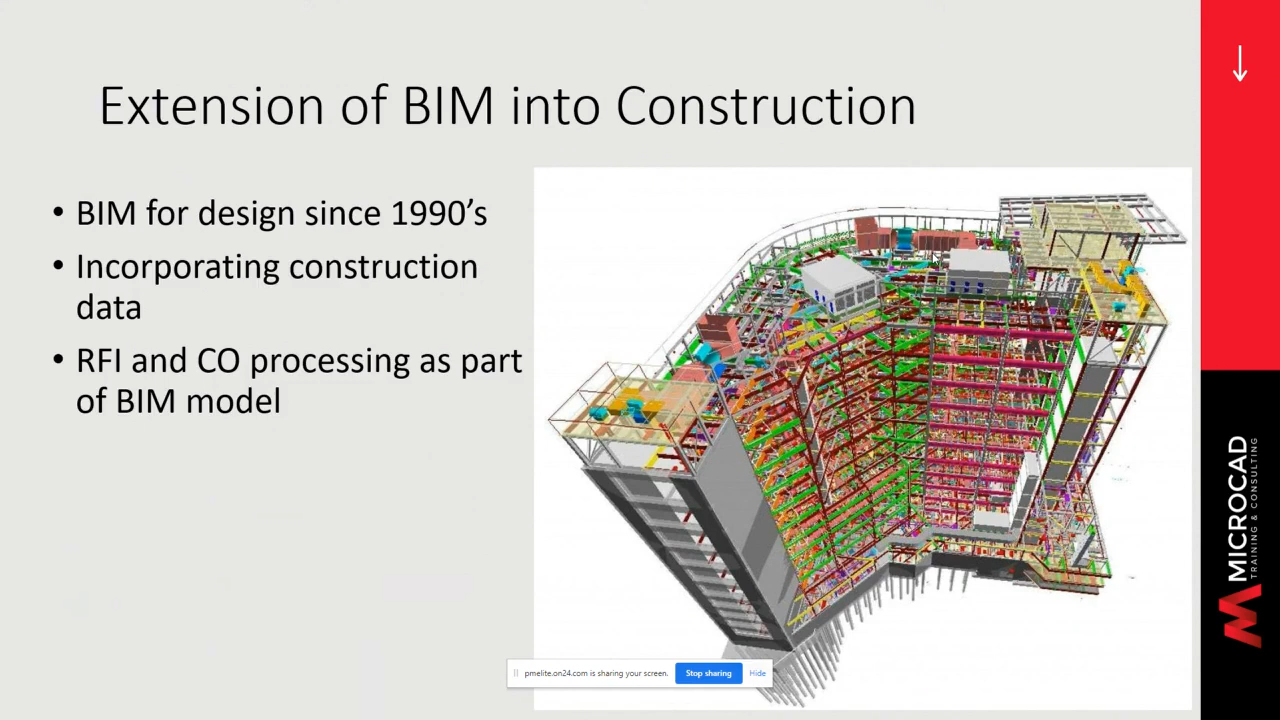 Extension of BIM into Construction
• BIM for design since 1990’s
• Incorporating construction
data
• RFI and CO processing as part
of BIM model
MICROCAD
TRAINING & CONSULTING
pmelite.on24.com is sharing your screen. Stop sharing Hide